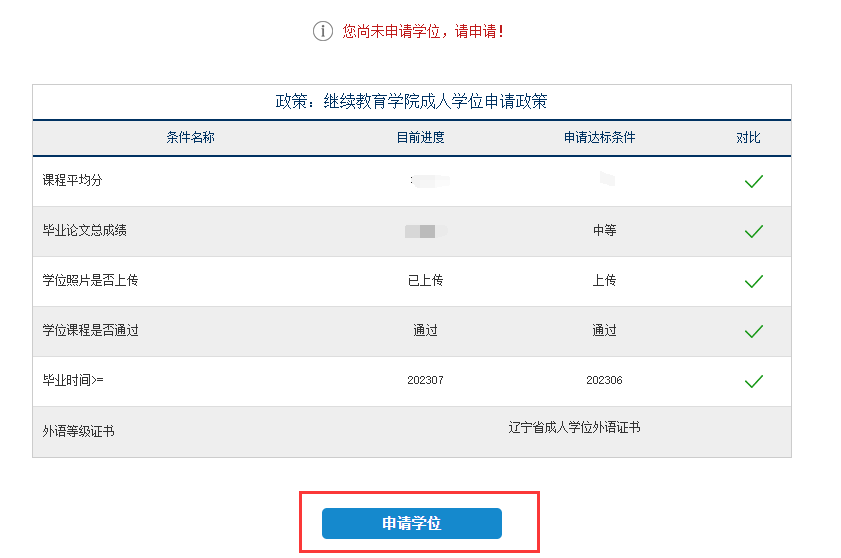 您尚未申请学位，请申请！
政策：继续教育学院成人学位申请政策
条件名称 目前进度 申请达标条件 对比
课程平均分
毕业论文总成绩 中等
学位照片是否上传 已上传 上传
学位课程是否通过 通过 通过
毕业时间>= 202307 202306
外语等级证书 辽宁省成人学位外语证书
申请学位